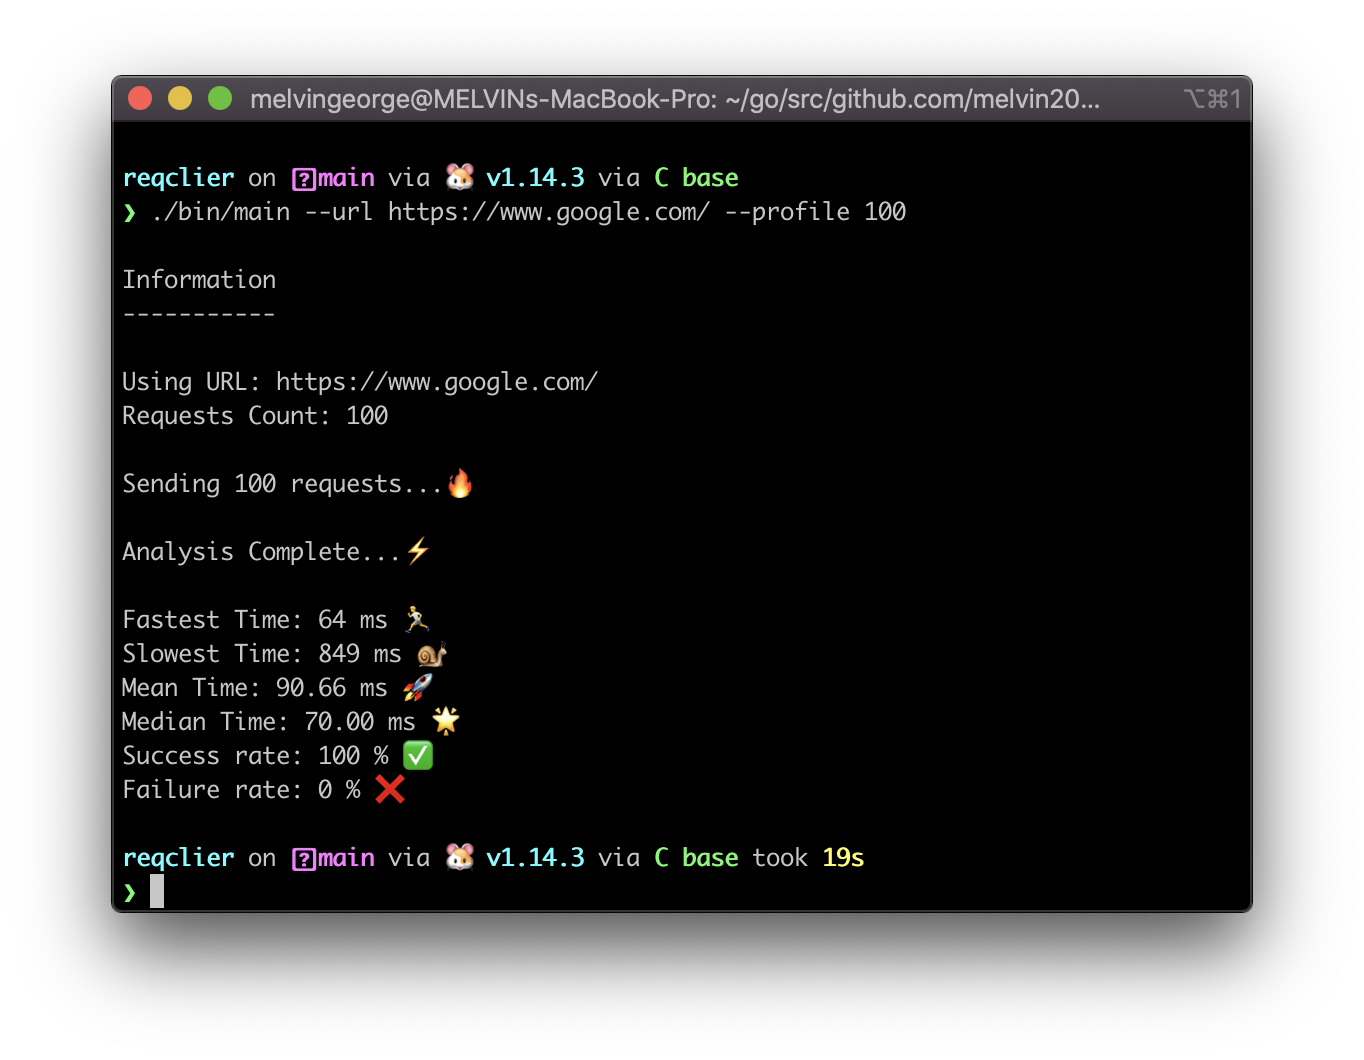 melvingeorge@MELVINs-MacBook-Pro: ~/go/src/github.com/melvin20... ⌥⌘1
reqclier on ?main via 🐹 v1.14.3 via C base
❯ ./bin/main --url https://www.google.com/ --profile 100
Information
-----------
Using URL: https://www.google.com/
Requests Count: 100
Sending 100 requests...🔥
Analysis Complete...⚡
Fastest Time: 64 ms 🏃
Slowest Time: 849 ms 🐌
Mean Time: 90.66 ms 🚀
Median Time: 70.00 ms 🌟
Success rate: 100 % ✅
Failure rate: 0 % ❌
reqclier on ?main via 🐹 v1.14.3 via C base took 19s
❯